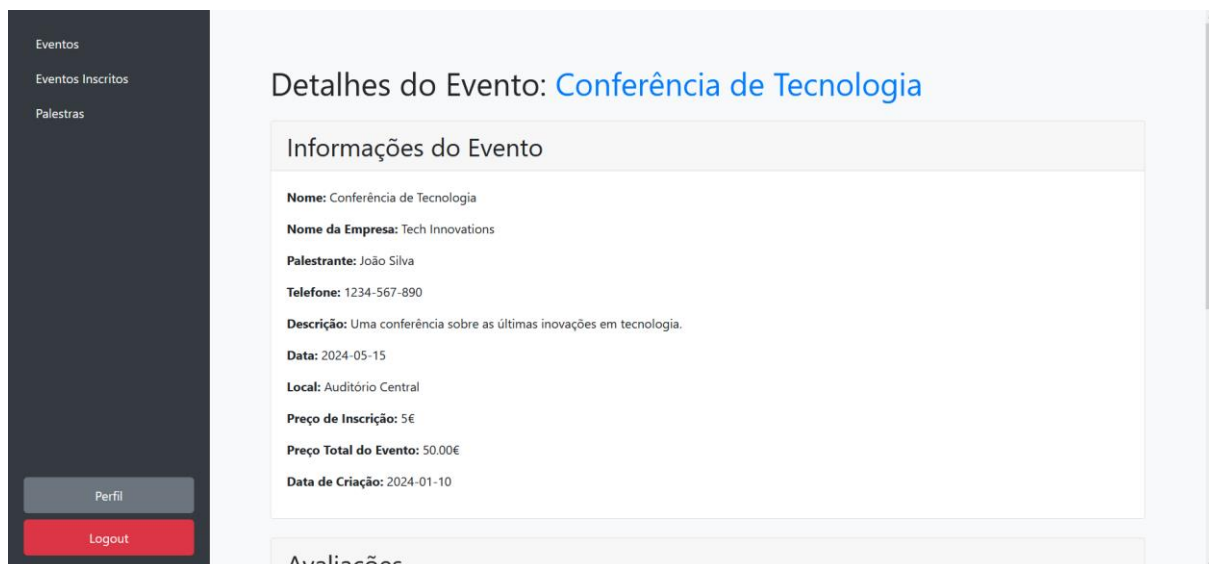 Eventos
Eventos Inscritos
Palestras
Perfil
Logout
Detalhes do Evento: Conferência de Tecnologia
Informações do Evento
Nome: Conferência de Tecnologia
Nome da Empresa: Tech Innovations
Palestrante: João Silva
Telefone: 1234-567-890
Descrição: Uma conferência sobre as últimas inovações em tecnologia.
Data: 2024-05-15
Local: Auditório Central
Preço de Inscrição: 5€
Preço Total do Evento: 50.00€
Data de Criação: 2024-01-10
Avaliações